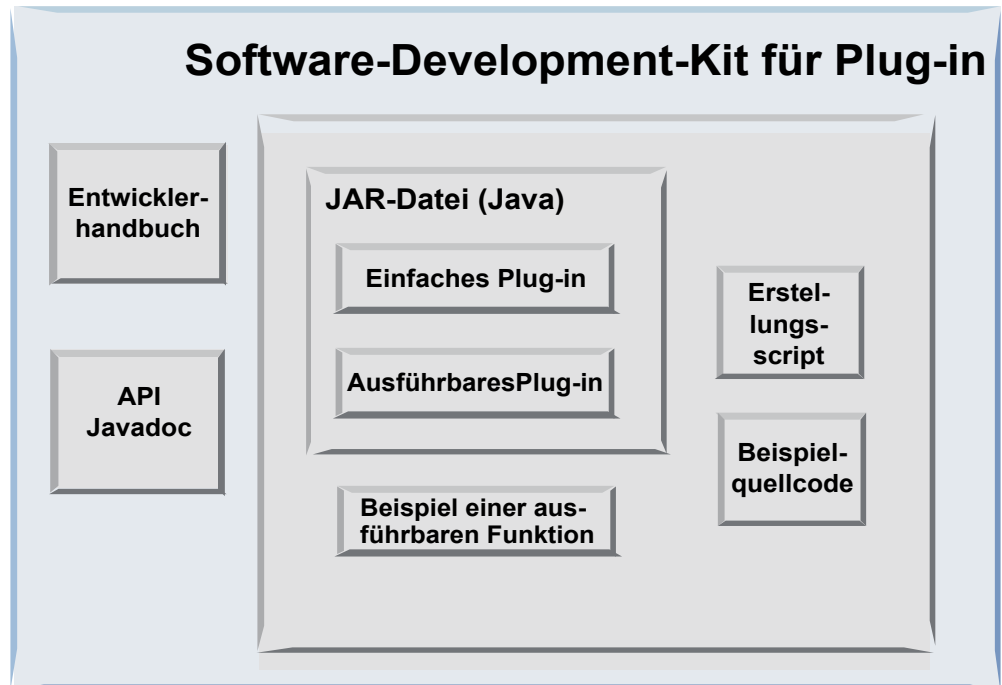 Software-Development-Kit für Plug-in
Entwickler-
handbuch
API
Javadoc
JAR-Datei (Java)
Einfaches Plug-in
AusführbaresPlug-in
Beispiel einer aus-
führbaren Funktion
Erstel-
lungs-
script
Beispiel-
quellcode